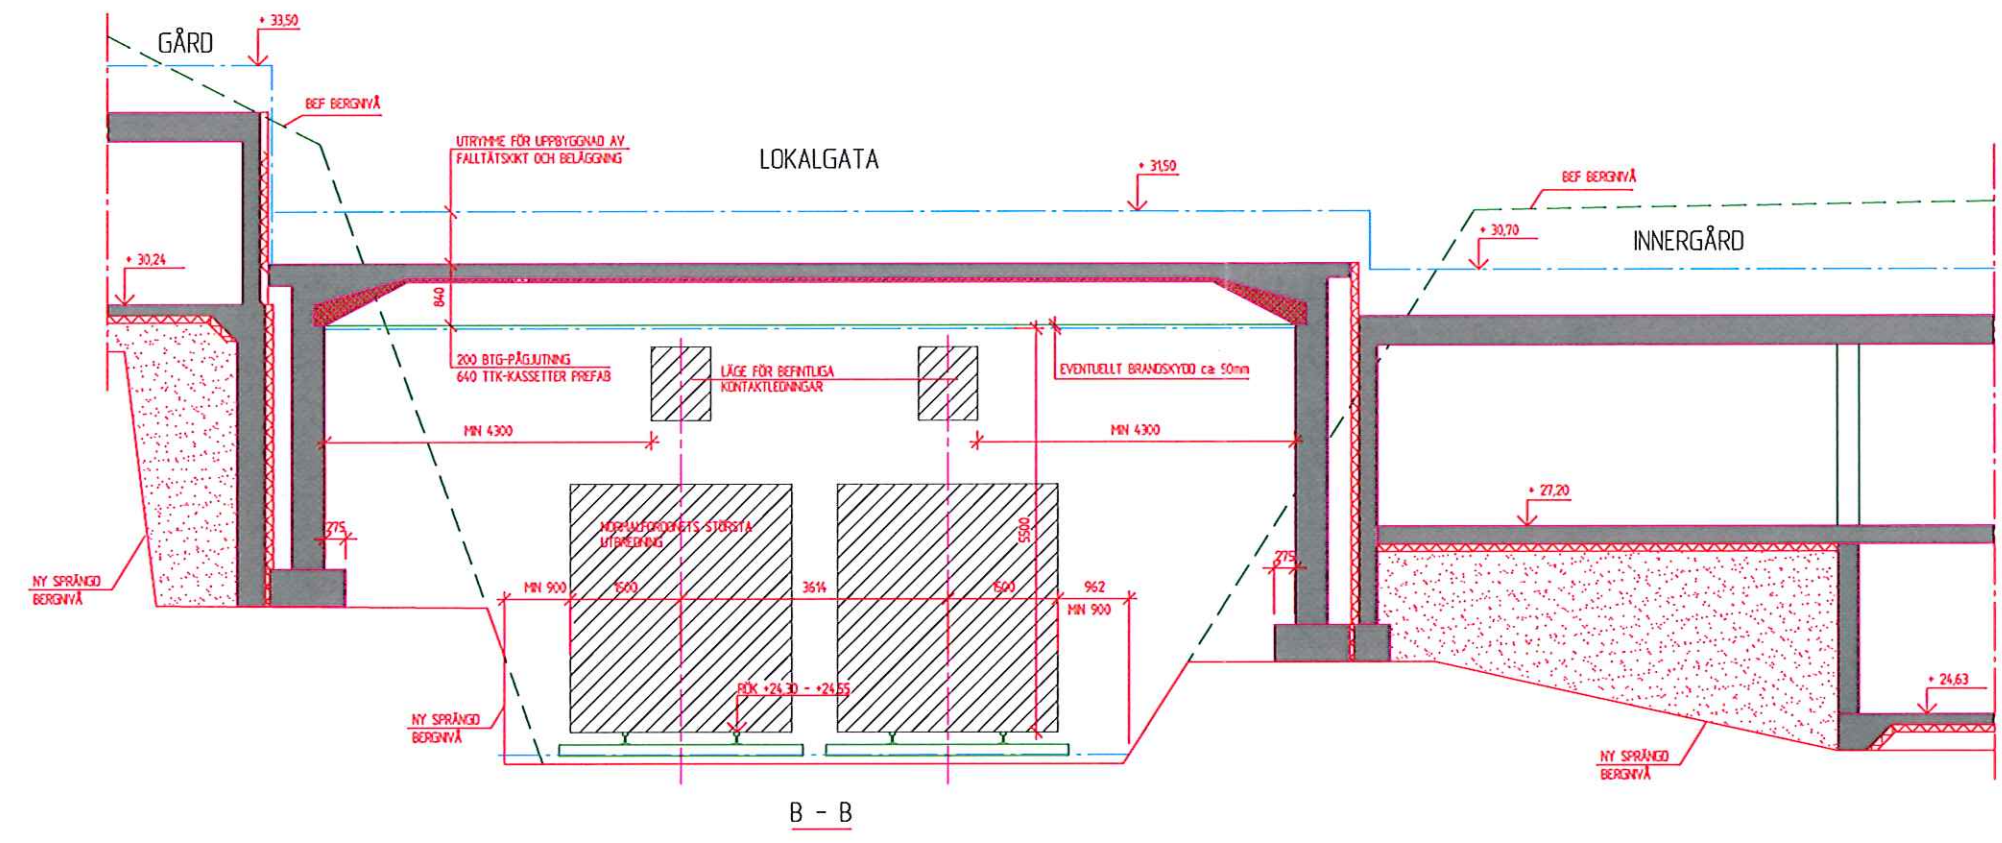 + 33,50
GÅRD
BEF BERGNIVÅ
UTRYMME FÖR UPPBYGGNAD AV
FALLTÄTSKIKT OCH BELÄGGNING
LOKALGATA
+ 31,50
BEF BERGNIVÅ
+ 30,70
INNERGÅRD
+ 30,24
840
200 BTG-PÅGJUTNING
640 TTK-KASSETTER PREFAB
LÄGE FÖR BEFINTLIGA
KONTAKTLEDNINGAR
EVENTUELLT BRANDSKYDD ca 50mm
MIN 4300
MIN 4300
+ 27,20
275
NORMALFORDONETS STÖRSTA
UTBREDNING
5500
275
NY SPRÄNGD
BERGNIVÅ
MIN 900
1600
3614
1600
962
MIN 900
RÖK +24,30 - +24,55
+ 24,63
NY SPRÄNGD
BERGNIVÅ
NY SPRÄNGD
BERGNIVÅ
B - B